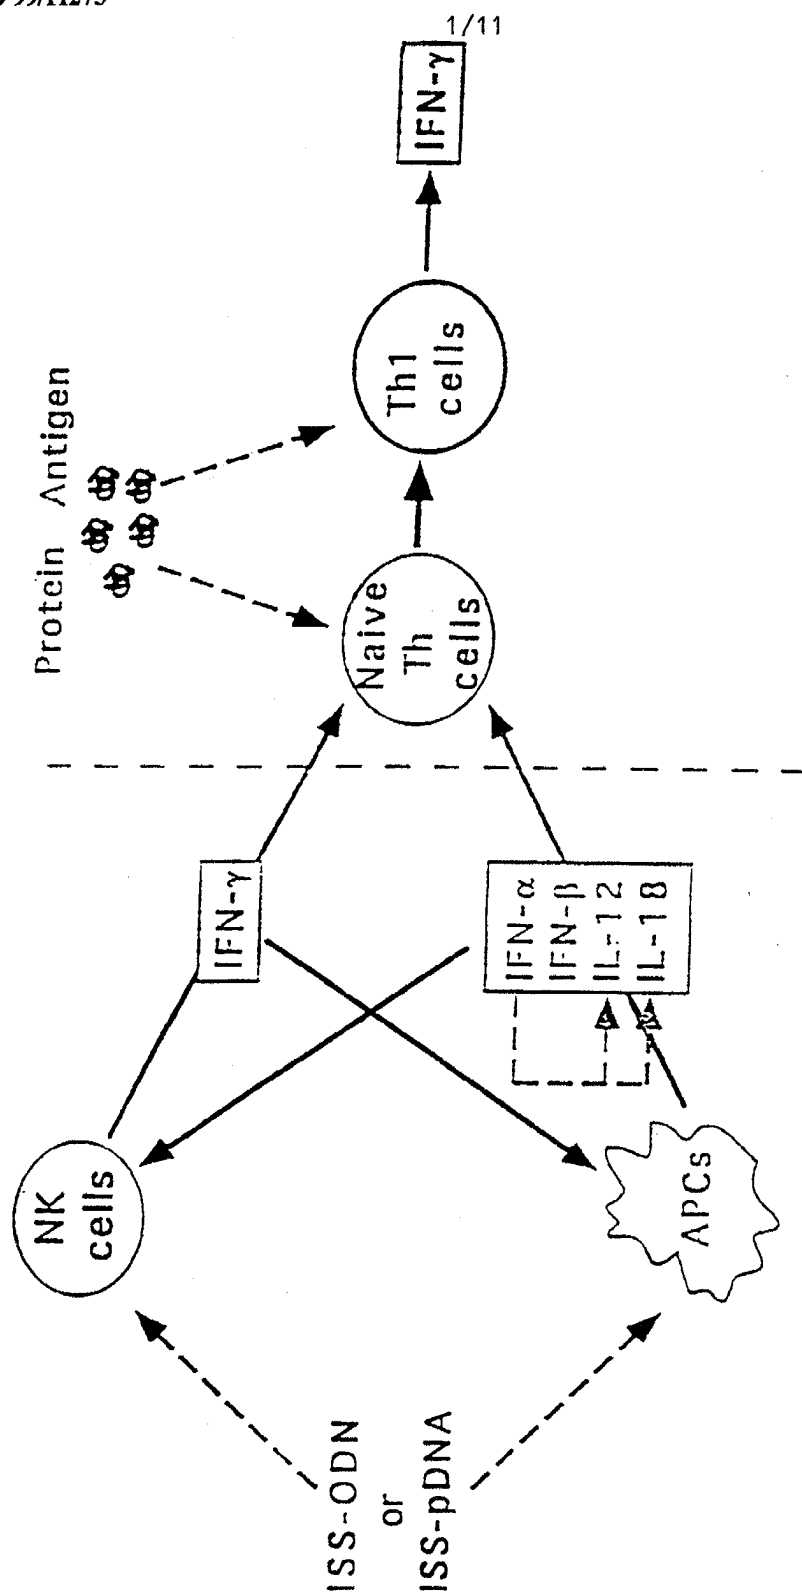 1/11
Protein Antigen
NK
cells
IFN-γ
ISS-ODN
or
ISS-pDNA
APCs
IFN-α
IFN-β
IL-12
IL-18
Naive
Th
cells
Th1
cells
IFN-γ